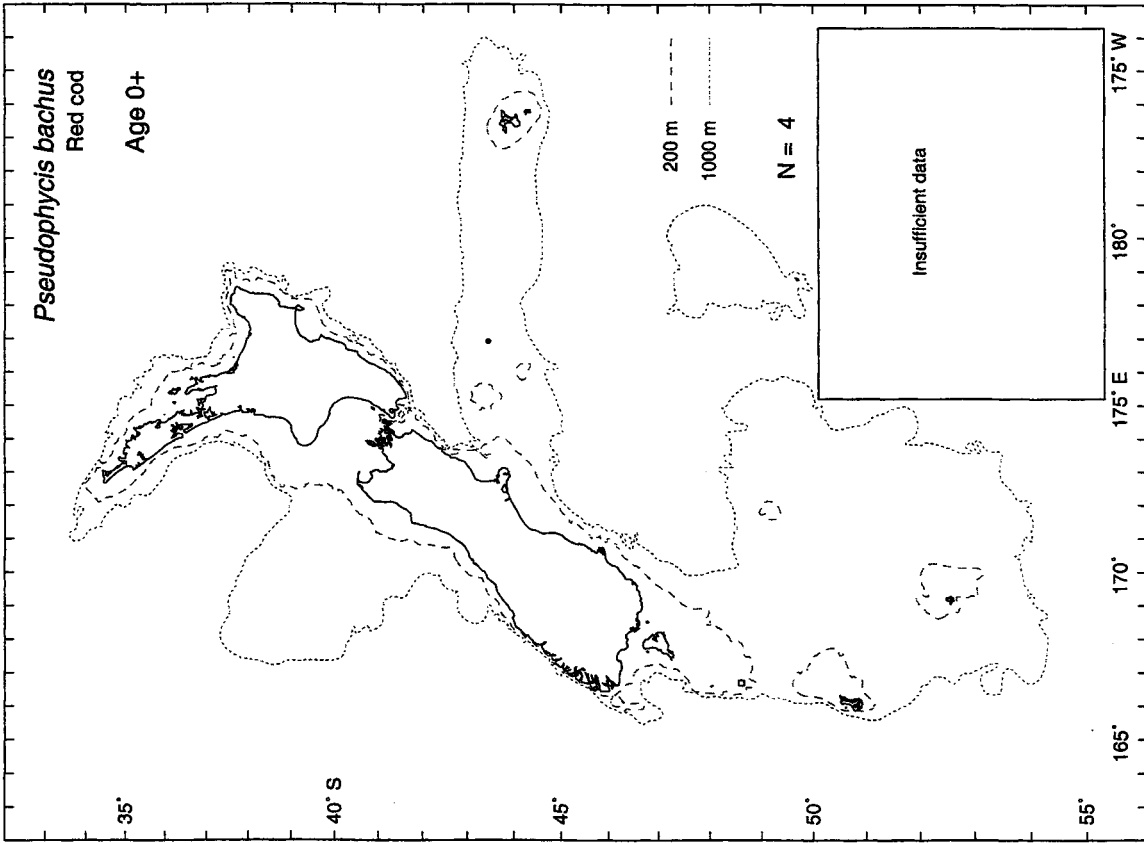 Pseudophycis bachus
Red cod
Age 0+
200 m
1000 m
N = 4
Insufficient data
35°
40° S
45°
50°
55°
165°
170°
175° E
180°
175° W